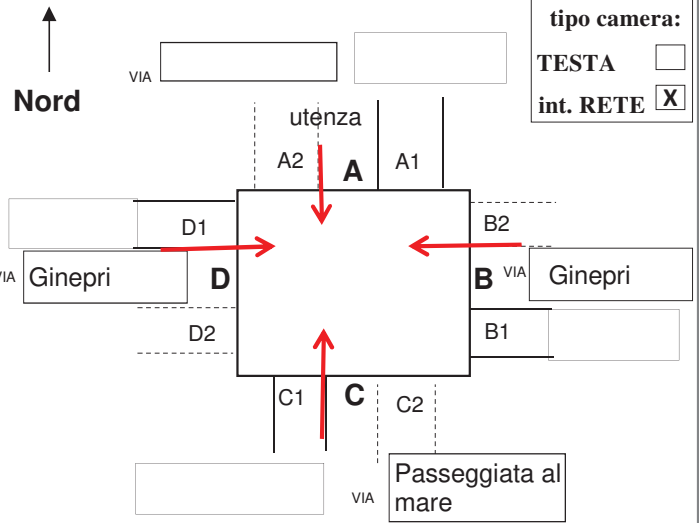 tipo camera:
TESTA
int. RETE X
Nord
VIA
utenza
A2 A A1
D1 B2
VIA Ginepri D B VIA Ginepri
D2 B1
C1 C C2
VIA Passeggiata al
mare